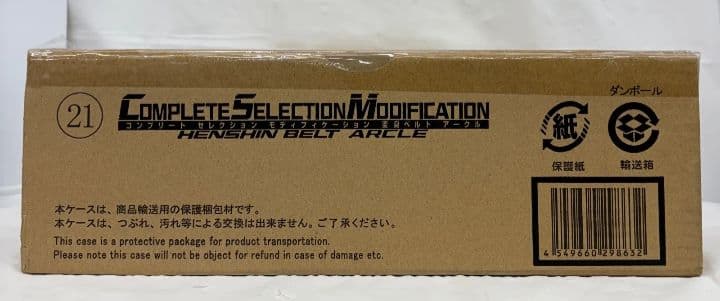 21
COMPLETE SELECTION MODIFICATION
コンプリート セレクション モディフィケーション 変身ベルト アークル
HENSHIN BELT ARCLE
ダンボール
紙
保護紙
輸送箱
本ケースは、商品輸送用の保護梱包材です。
本ケースは、つぶれ、汚れ等による交換は出来ません。ご了承ください。
This case is a protective package for product transportation.
Please note this case will not be object for refund in case of damage etc.
4 549660 298632